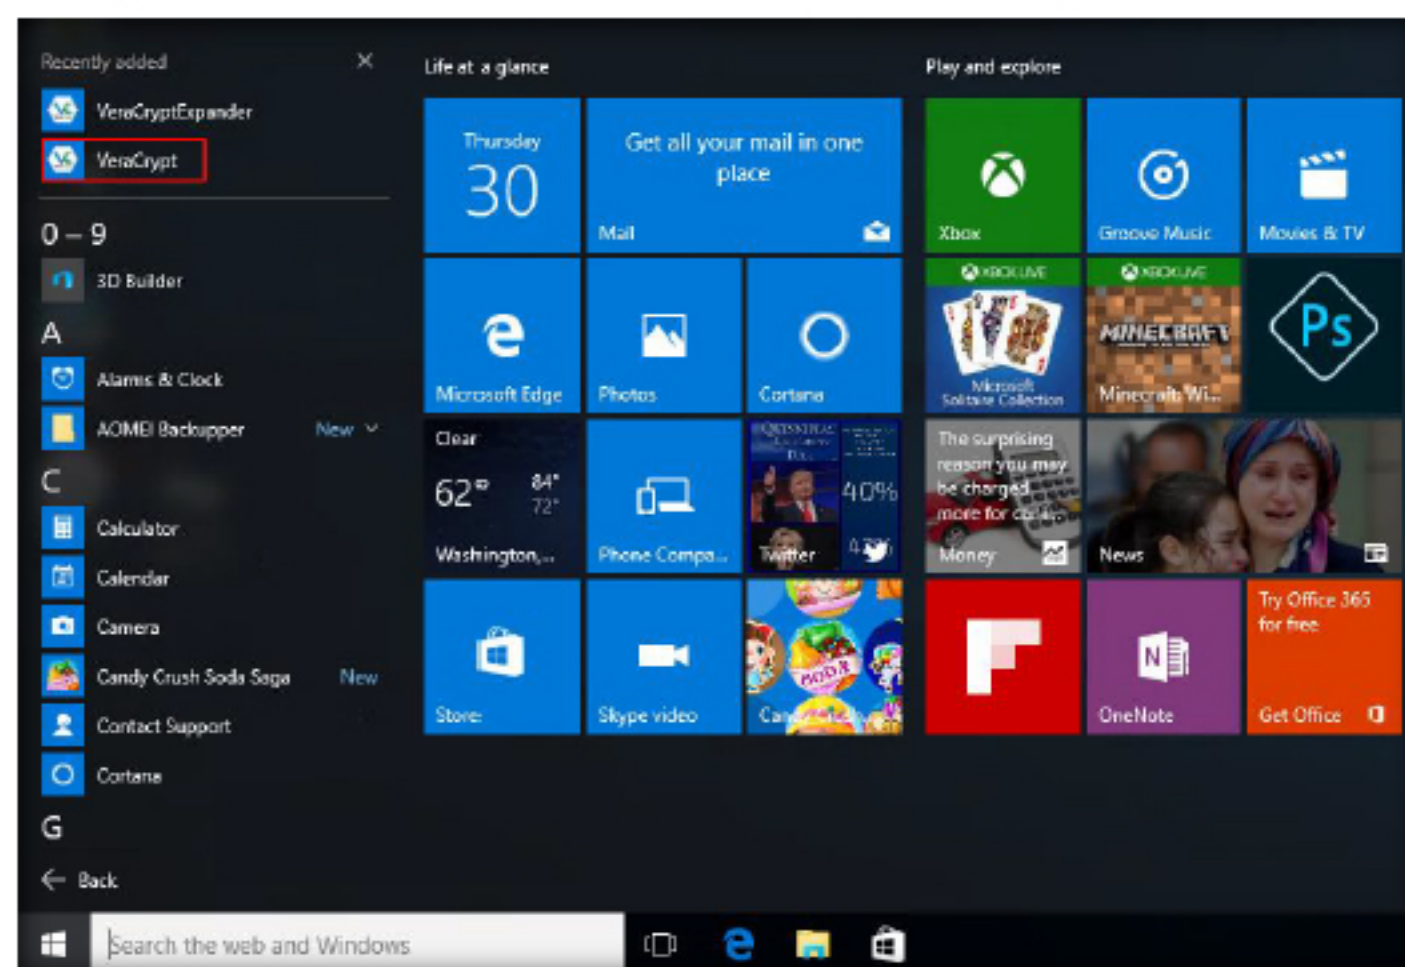 Recently added
VeraCryptExpander
VeraCrypt
0 – 9
3D Builder
A
Alarms & Clock
AOMEI Backupper
New
C
Calculator
Calendar
Camera
Candy Crush Soda Saga
New
Contact Support
Cortana
G
Back
Life at a glance
Thursday
30
Get all your mail in one
place
Mail
Microsoft Edge
Photos
Cortana
Clear
62°
84°
72°
Washington,...
Phone Compa...
40%
Twitter
Store
Skype video
Play and explore
Xbox
Groove Music
Movies & TV
XBOX LIVE
Microsoft
Solitaire Collection
XBOX LIVE
MINECRAFT
Minecraft: Wi...
Ps
The surprising
reason you may
be charged
more for
Money
News
OneNote
Try Office 365
for free
Get Office
Search the web and Windows